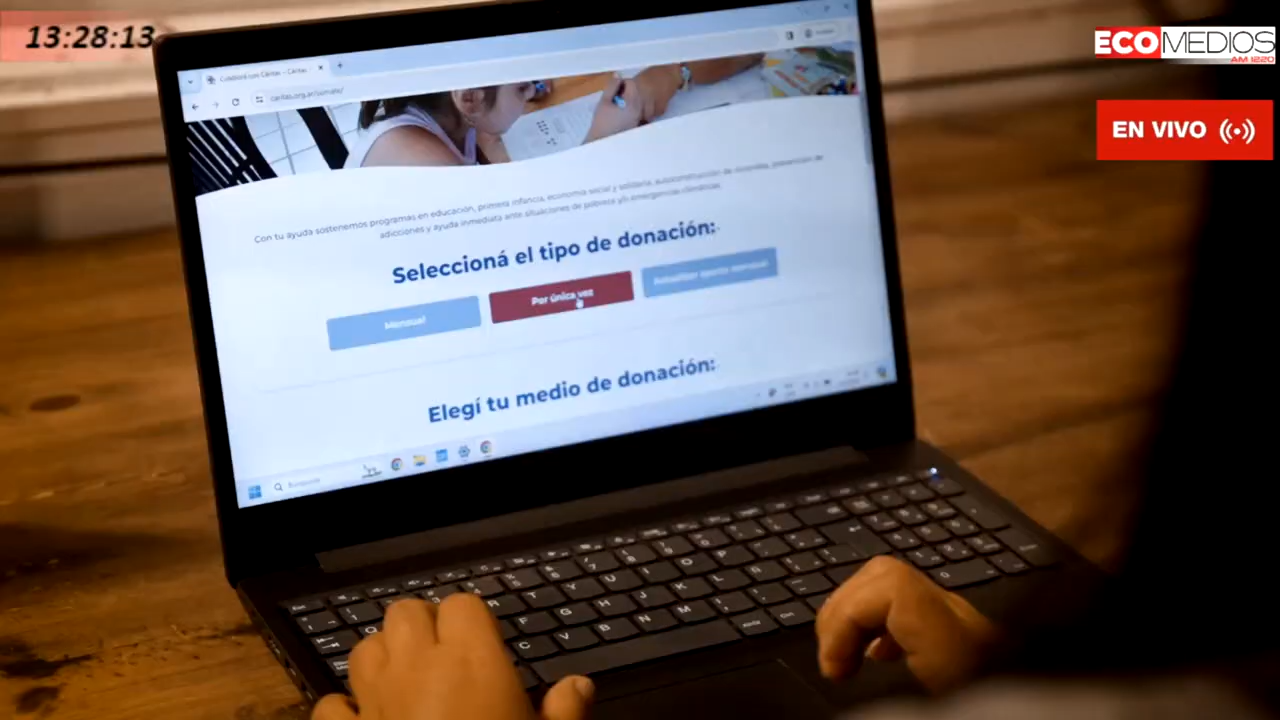 13:28:13
ECOMEDIOS
AM 1220
EN VIVO
Colaborá con Cáritas - Cáritas
caritas.org.ar/sumate/
Con tu ayuda sostenemos programas en educación, primera infancia, economía social y solidaria, autoconstrucción de viviendas, prevención de
adicciones y ayuda inmediata ante situaciones de pobreza y/o emergencias climáticas.
Seleccioná el tipo de donación:
Mensual
Por única vez
aporte mensual
Elegí tu medio de donación: